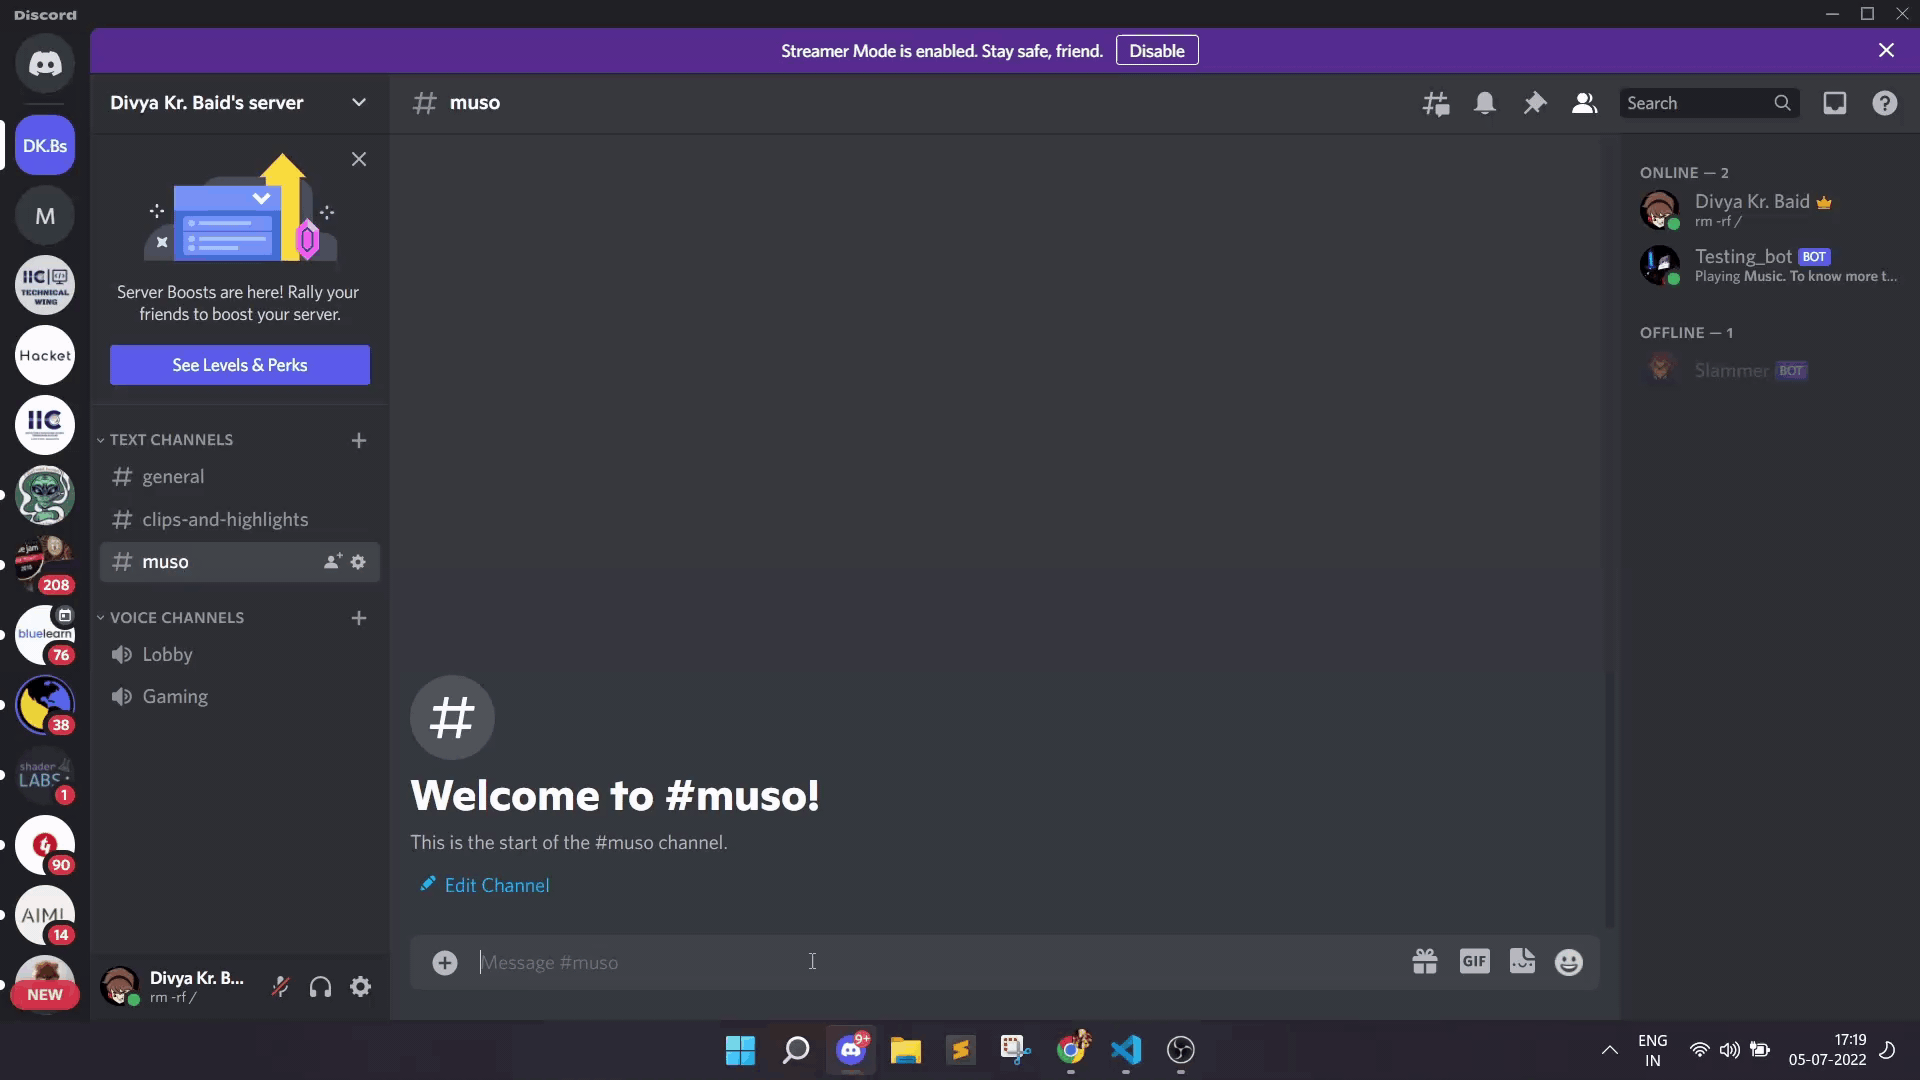 Discord
Streamer Mode is enabled. Stay safe, friend.
Disable
DK.Bs
M
IIC
TECHNICAL
WING
Hacket
IIC
208
bluelearn
76
38
shader
LABS
1
90
AIML
14
NEW
Divya Kr. Baid's server
Server Boosts are here! Rally your
friends to boost your server.
See Levels & Perks
TEXT CHANNELS
general
clips-and-highlights
muso
VOICE CHANNELS
Lobby
Gaming
Divya Kr. B...
rm -rf /
muso
Search
Welcome to #muso!
This is the start of the #muso channel.
Edit Channel
Message #muso
GIF
ONLINE — 2
Divya Kr. Baid
rm -rf /
Testing_bot BOT
Playing Music. To know more t...
OFFLINE — 1
Slammer BOT
9+
ENG
IN
17:19
05-07-2022